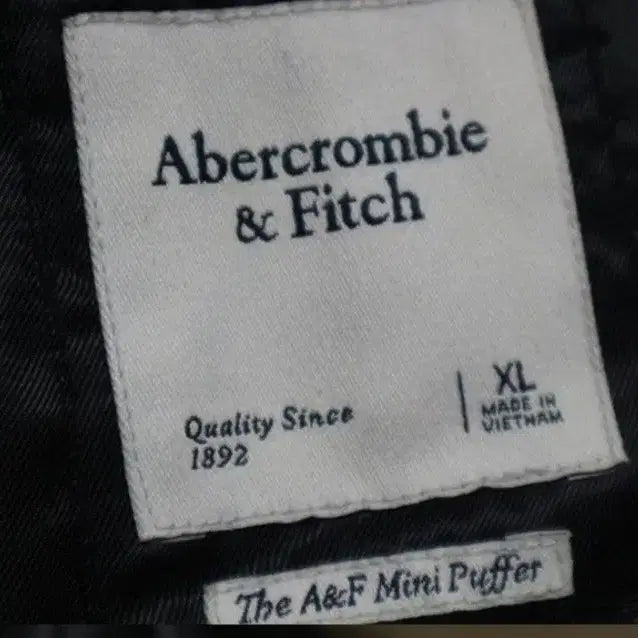 Abercrombie
& Fitch
Quality Since
1892
XL
MADE IN
VIETNAM
The A&F Mini Puffer